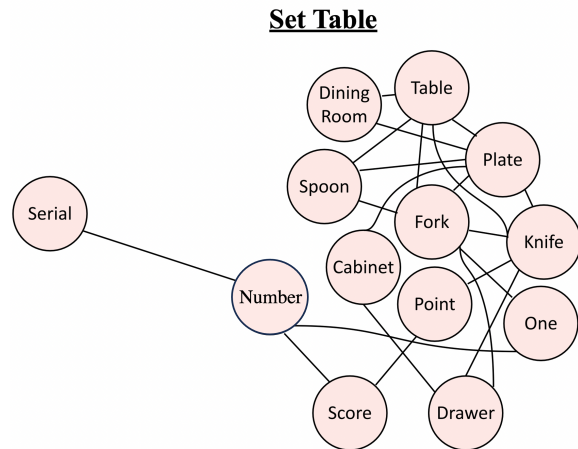 Set Table
Dining
Room
Table
Plate
Spoon
Serial
Fork
Knife
Cabinet
Number
Point
One
Score
Drawer